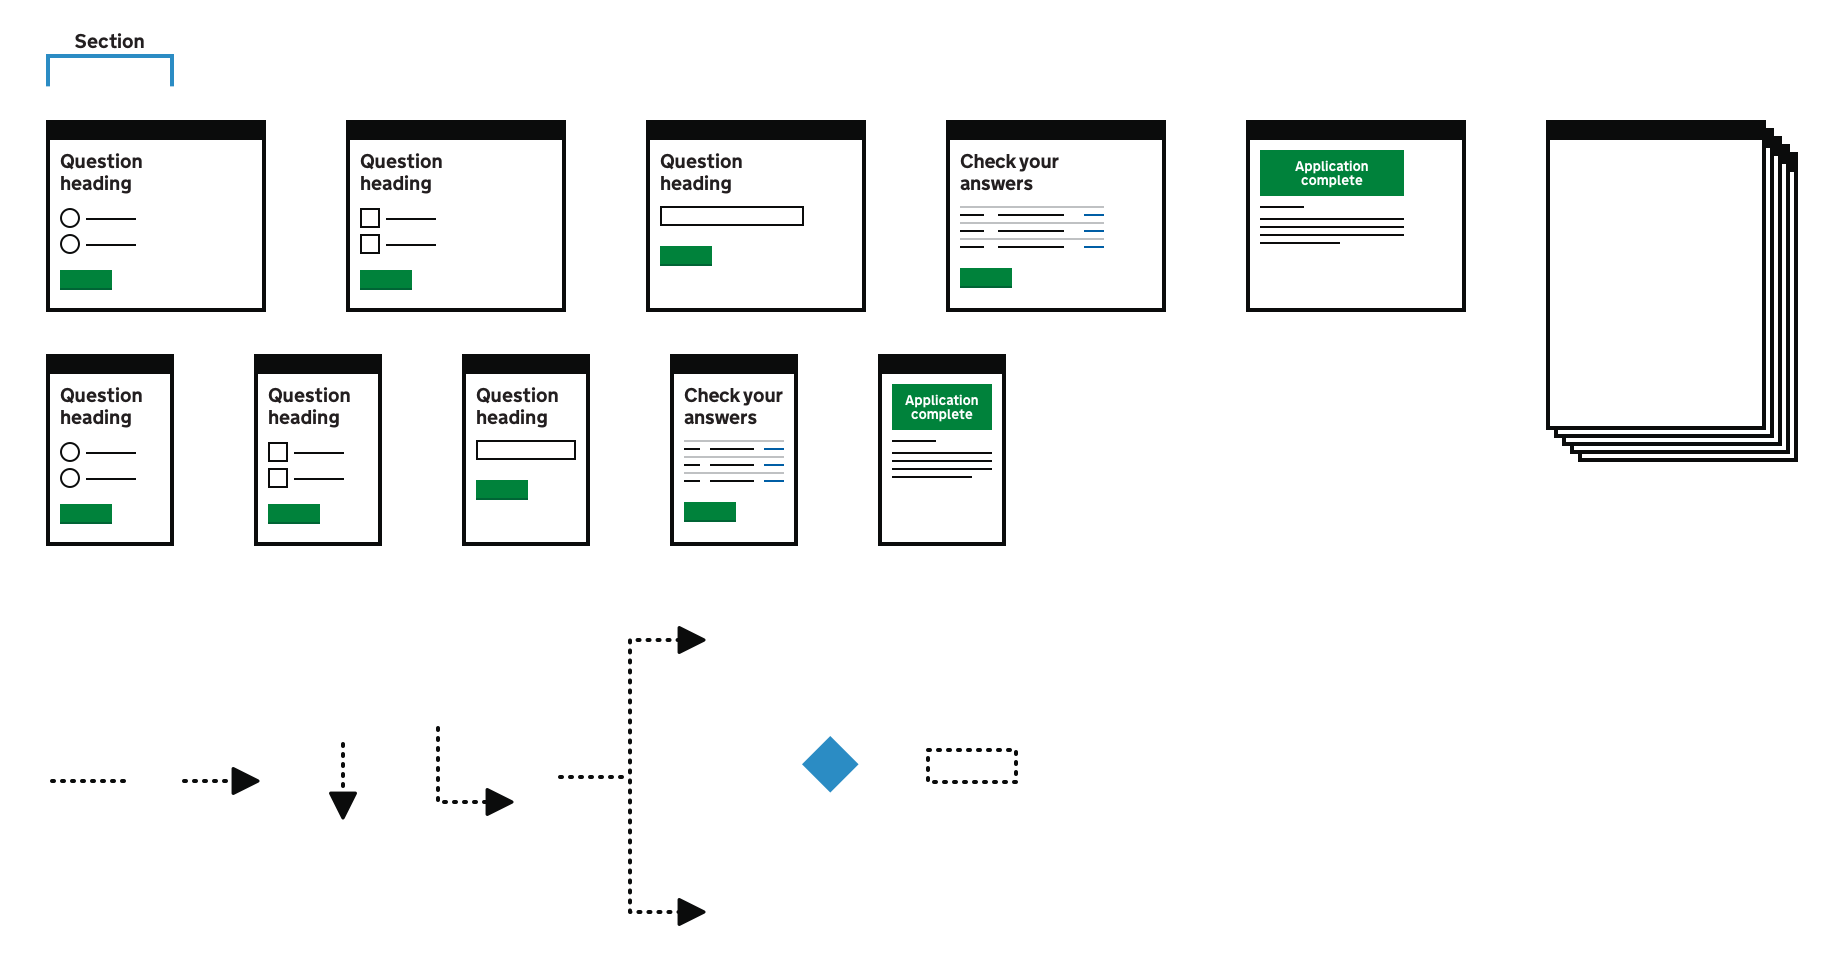 Section
Question
heading
Question
heading
Question
heading
Check your
answers
Application
complete
Question
heading
Question
heading
Question
heading
Check your
answers
Application
complete